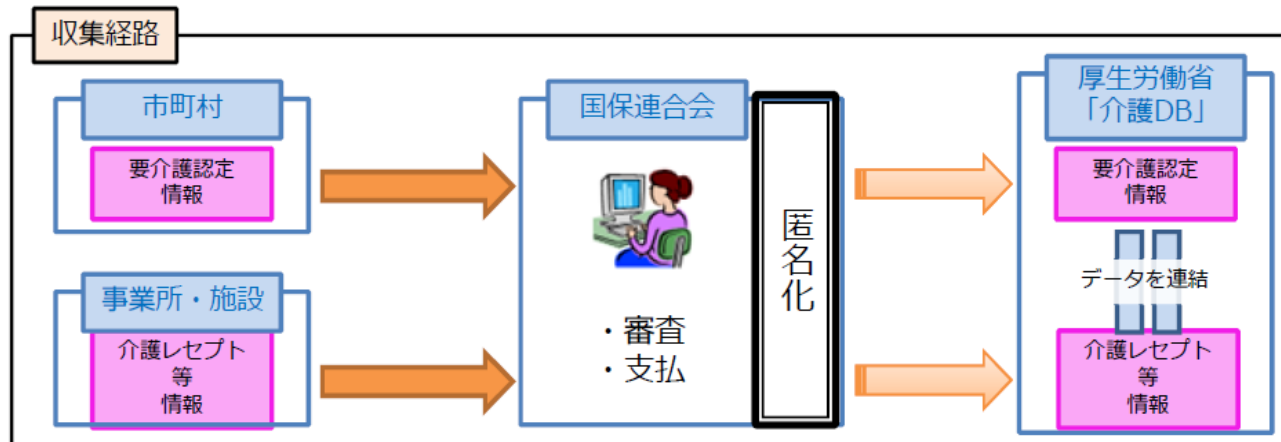 収集経路
市町村
要介護認定
情報
事業所・施設
介護レセプト
等
情報
国保連合会
・審査
・支払
匿名化
厚生労働省
「介護DB」
要介護認定
情報
データを連結
介護レセプト
等
情報